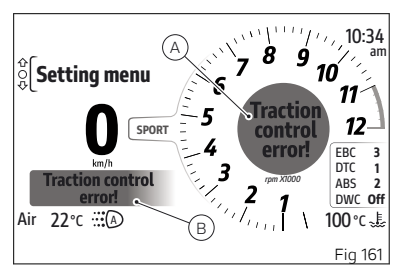 A
10:34
am
Setting menu
0
km/h
SPORT
1
2
3
4
5
6
7
8
9
10
11
12
Traction
control
error!
rpm X1000
Traction control
error!
B
EBC 3
DTC 1
ABS 2
DWC Off
Air 22°C (A)
100 °C
Fig 161